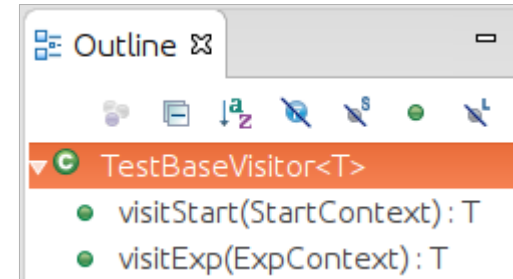 Outline
a z S L
C TestBaseVisitor<T>
visitStart(StartContext) : T
visitExp(ExpContext) : T